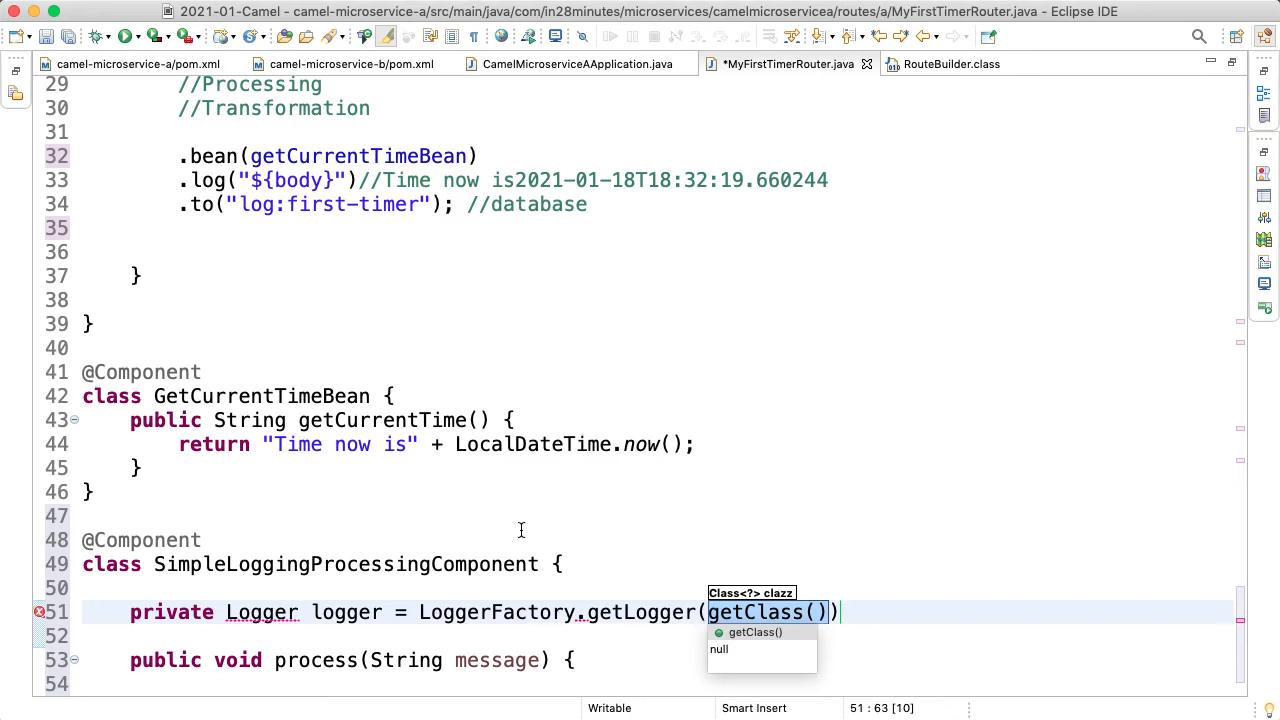 2021-01-Camel - camel-microservice-a/src/main/java/com/in28minutes/microservices/camelmicroservicea/routes/a/MyFirstTimerRouter.java - Eclipse IDE
camel-microservice-a/pom.xml camel-microservice-b/pom.xml CamelMicroserviceAApplication.java *MyFirstTimerRouter.java RouteBuilder.class
29 //Processing
30 //Transformation
31
32 .bean(getCurrentTimeBean)
33 .log("${body}")//Time now is2021-01-18T18:32:19.660244
34 .to("log:first-timer"); //database
35
36
37 }
38
39 }
40
41 @Component
42 class GetCurrentTimeBean {
43 public String getCurrentTime() {
44 return "Time now is" + LocalDateTime.now();
45 }
46 }
47
48 @Component
49 class SimpleLoggingProcessingComponent {
50
Class<?> clazz
51 private Logger logger = LoggerFactory.getLogger(getClass())
getClass()
52
null
53 public void process(String message) {
54
Writable Smart Insert 51 : 63 [10]